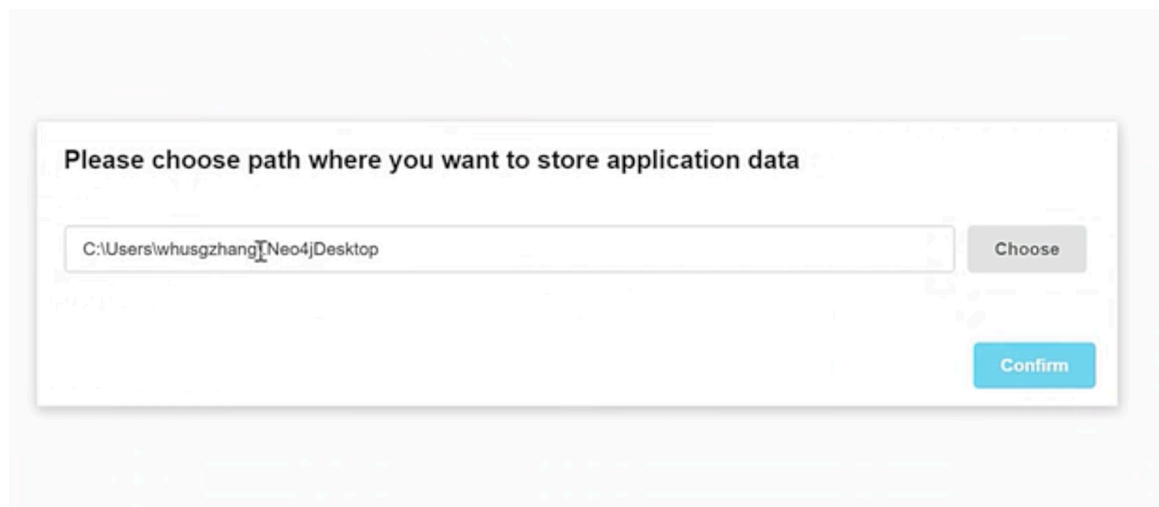 Please choose path where you want to store application data
C:\Users\whusgzhang\.Neo4jDesktop
Choose
Confirm